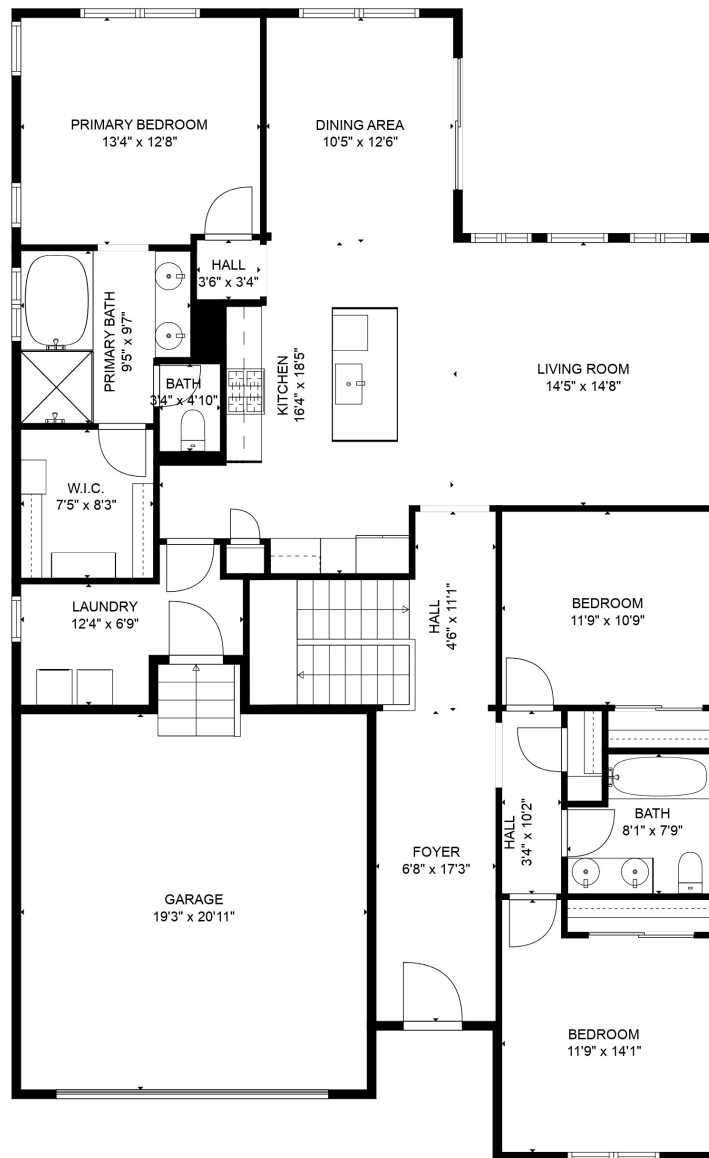 PRIMARY BEDROOM
13'4" x 12'8"
DINING AREA
10'5" x 12'6"
HALL
3'6" x 3'4"
PRIMARY BATH
9'5" x 9'7"
BATH
3'4" x 4'10"
KITCHEN
16'4" x 18'5"
LIVING ROOM
14'5" x 14'8"
W.I.C.
7'5" x 8'3"
LAUNDRY
12'4" x 6'9"
HALL
4'6" x 11'1"
BEDROOM
11'9" x 10'9"
HALL
3'4" x 10'2"
BATH
8'1" x 7'9"
FOYER
6'8" x 17'3"
GARAGE
19'3" x 20'11"
BEDROOM
11'9" x 14'1"